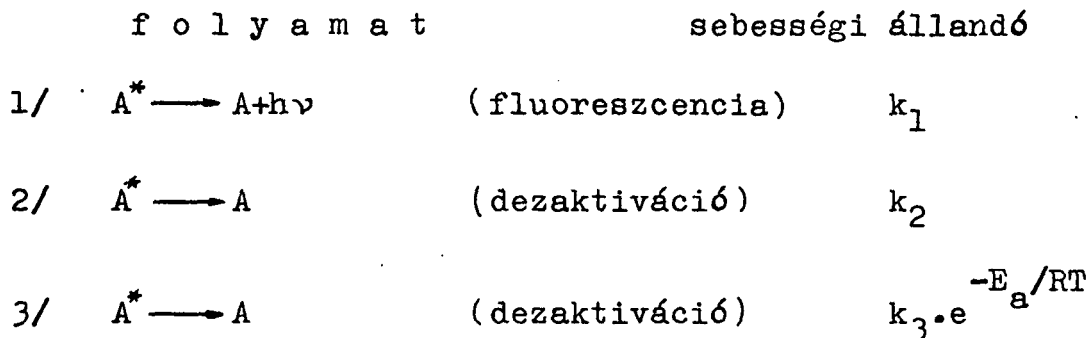 f o l y a m a t sebességi állandó
1/ A* ⟶ A+hν (fluoreszcencia) k₁
2/ A* ⟶ A (dezaktiváció) k₂
3/ A* ⟶ A (dezaktiváció) k₃.e^-Eₐ/RT